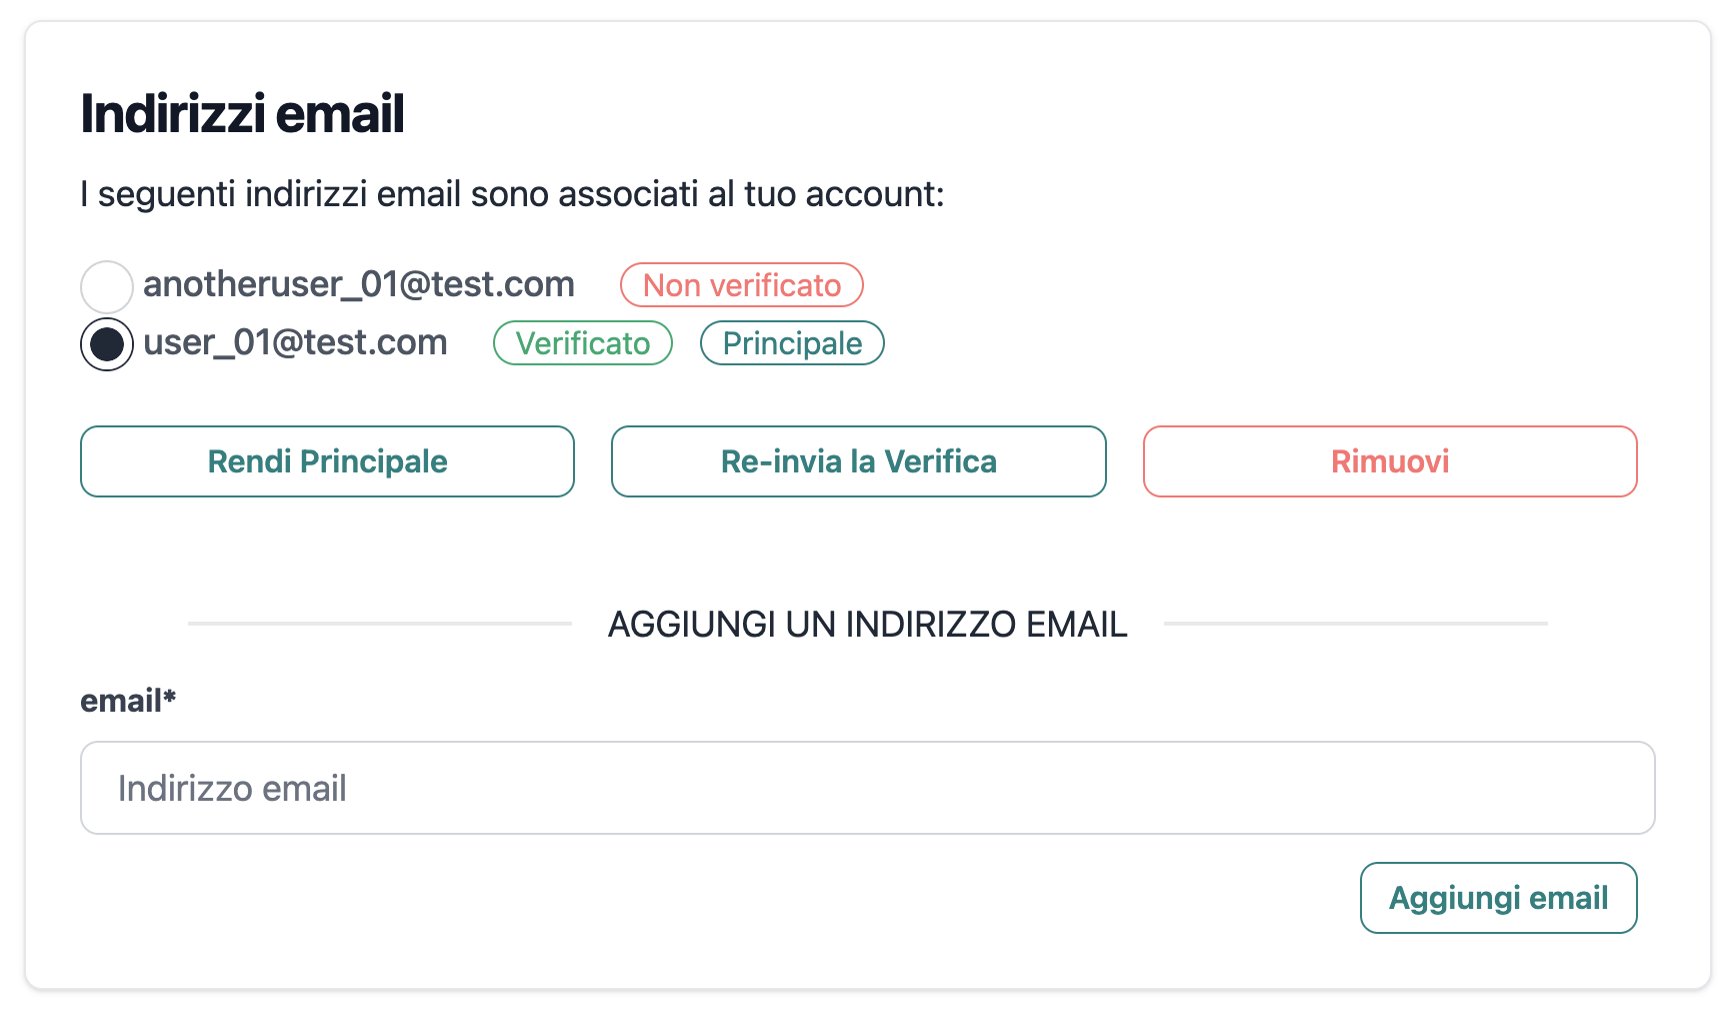 Indirizzi email
I seguenti indirizzi email sono associati al tuo account:
anotheruser_01@test.com Non verificato
user_01@test.com Verificato Principale
Rendi Principale Re-invia la Verifica Rimuovi
AGGIUNGI UN INDIRIZZO EMAIL
email*
Indirizzo email
Aggiungi email